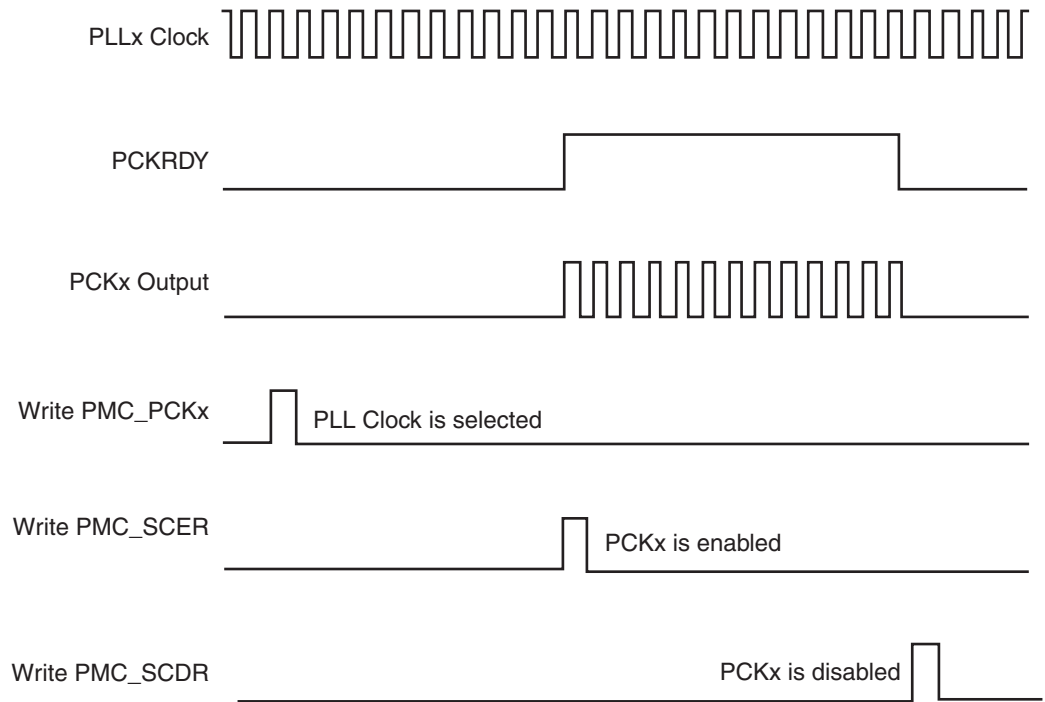 PLLx Clock
PCKRDY
PCKx Output
Write PMC_PCKx
PLL Clock is selected
Write PMC_SCER
PCKx is enabled
Write PMC_SCDR
PCKx is disabled